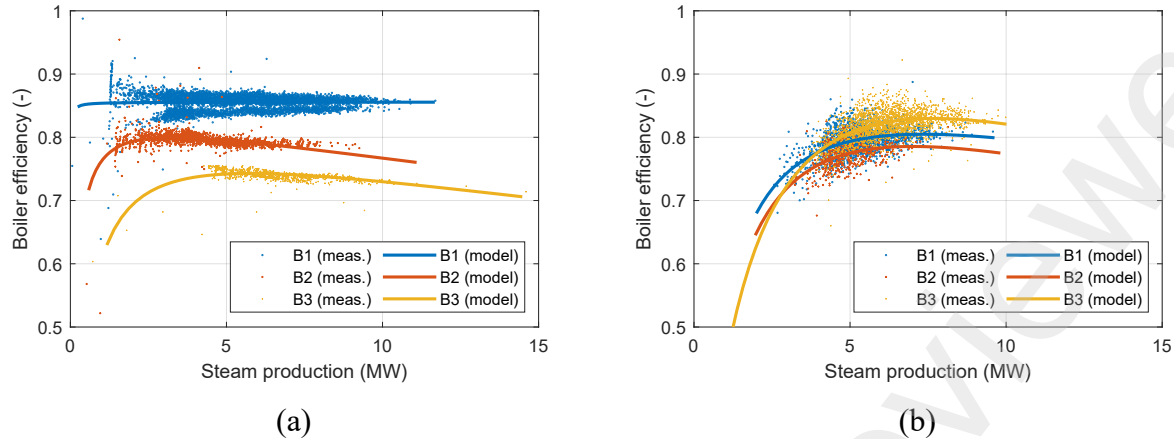 1
0.9
0.8
0.7
0.6
0.5
Boiler efficiency (-)
B1 (meas.) B1 (model)
B2 (meas.) B2 (model)
B3 (meas.) B3 (model)
0 5 10 15
Steam production (MW)
(a)
1
0.9
0.8
0.7
0.6
0.5
Boiler efficiency (-)
B1 (meas.) B1 (model)
B2 (meas.) B2 (model)
B3 (meas.) B3 (model)
0 5 10 15
Steam production (MW)
(b)
viewe